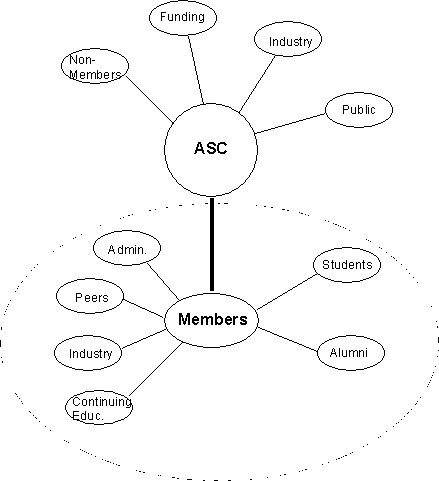 Funding
Industry
Non-
Members
Public
ASC
Admin.
Students
Peers
Members
Industry
Alumni
Continuing
Educ.